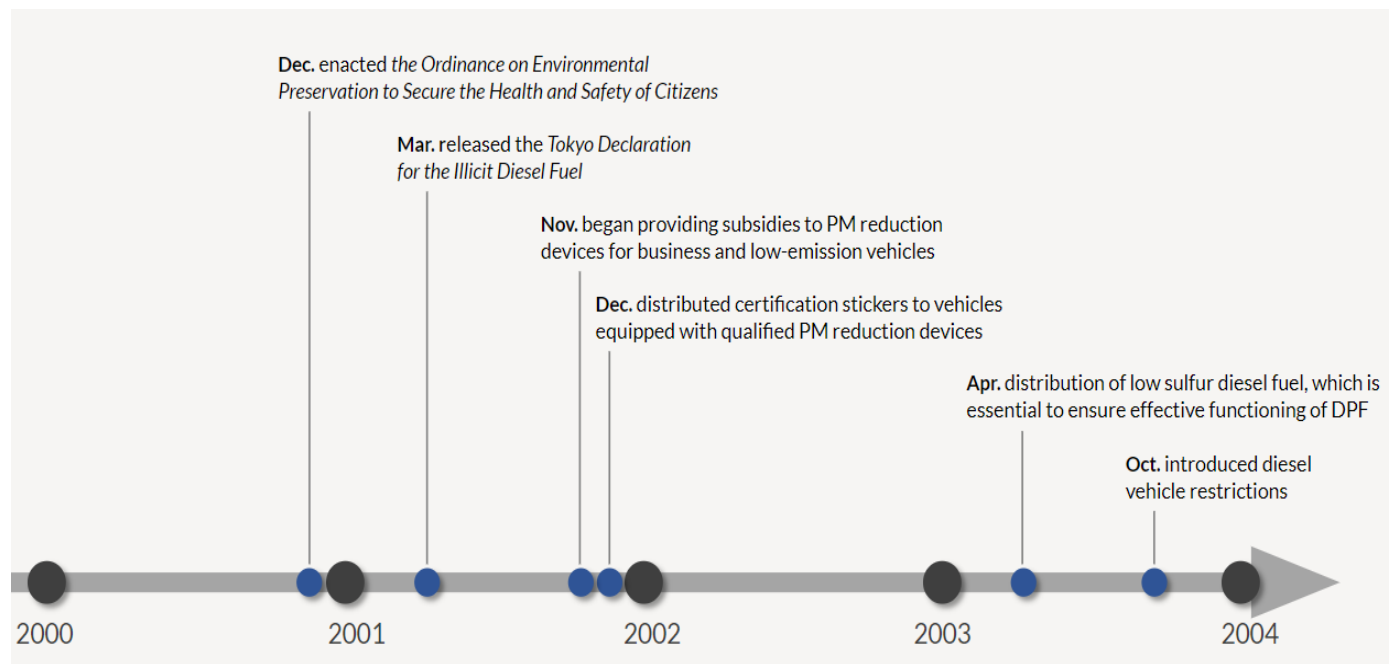 Dec. enacted the Ordinance on Environmental
Preservation to Secure the Health and Safety of Citizens
Mar. released the Tokyo Declaration
for the Illicit Diesel Fuel
Nov. began providing subsidies to PM reduction
devices for business and low-emission vehicles
Dec. distributed certification stickers to vehicles
equipped with qualified PM reduction devices
Apr. distribution of low sulfur diesel fuel, which is
essential to ensure effective functioning of DPF
Oct. introduced diesel
vehicle restrictions
2000 2001 2002 2003 2004